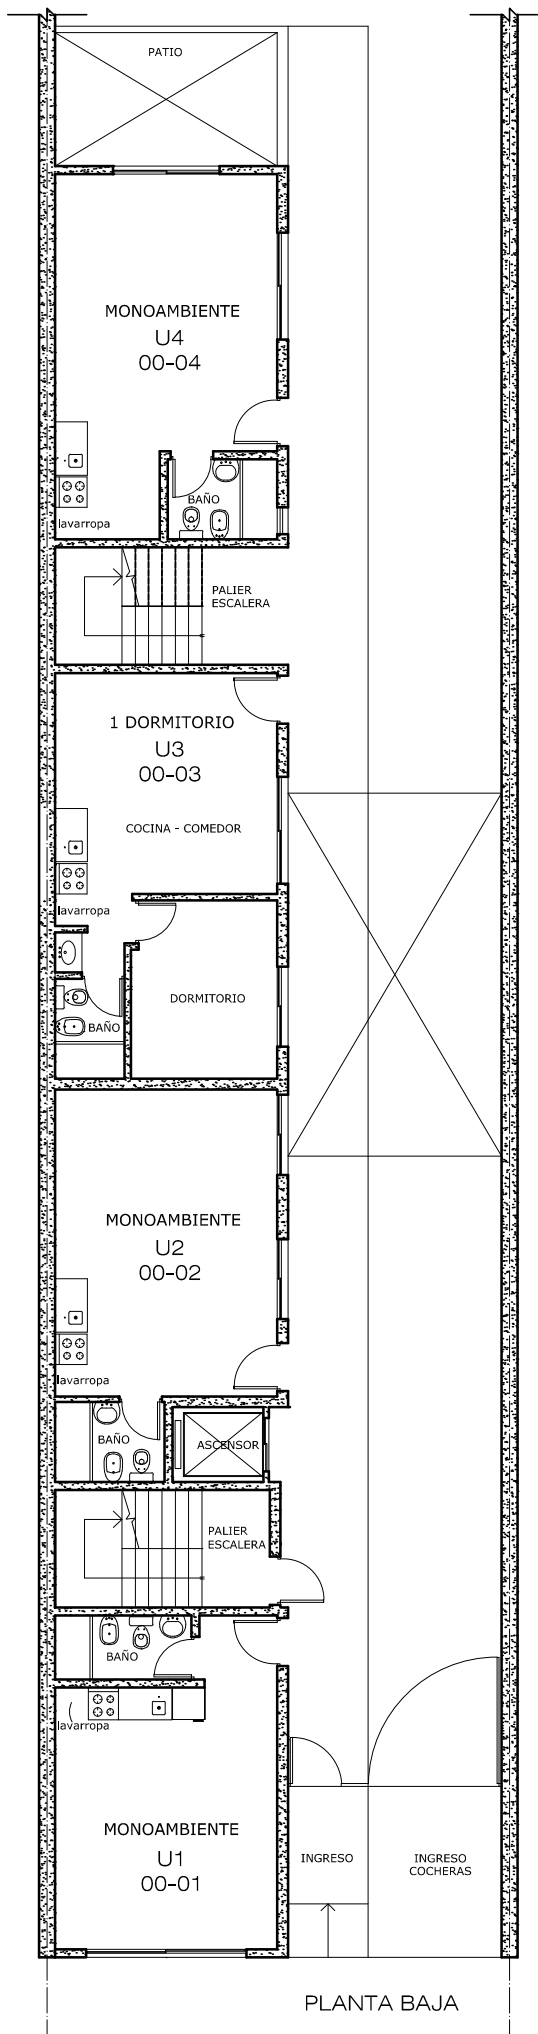 PATIO
MONOAMBIENTE
U4
00-04
BAÑO
lavarropa
PALIER
ESCALERA
1 DORMITORIO
U3
00-03
COCINA - COMEDOR
lavarropa
DORMITORIO
BAÑO
MONOAMBIENTE
U2
00-02
lavarropa
BAÑO
ASCENSOR
PALIER
ESCALERA
BAÑO
lavarropa
MONOAMBIENTE
U1
00-01
INGRESO
INGRESO
COCHERAS
PLANTA BAJA